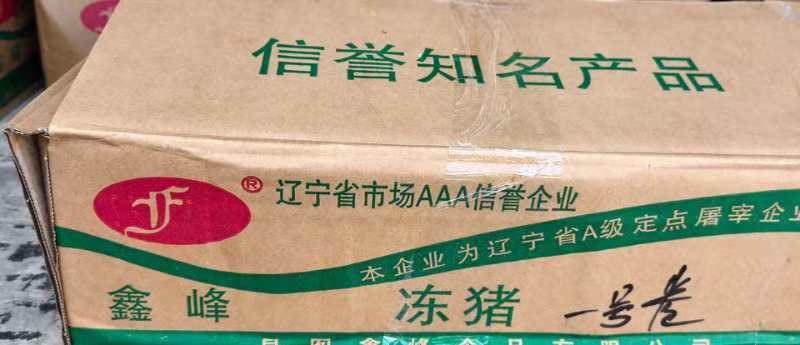 信誉知名产品
® 辽宁省市场AAA信誉企业
本企业为辽宁省A级定点屠宰企业
鑫峰 冻猪 一号卷